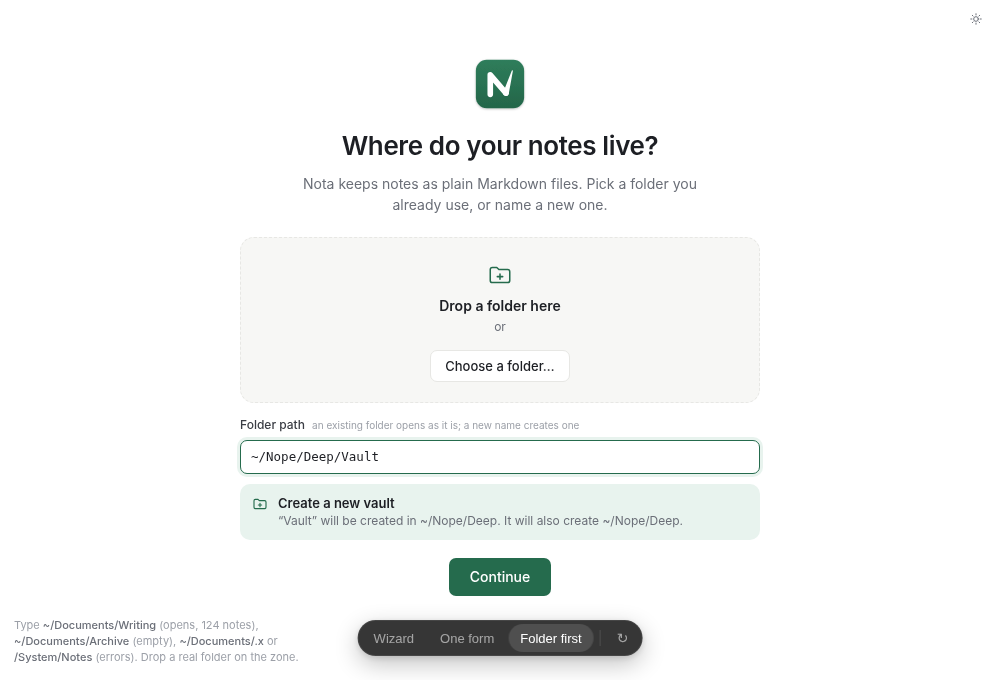 N
Where do your notes live?
Nota keeps notes as plain Markdown files. Pick a folder you
already use, or name a new one.
Drop a folder here
or
Choose a folder...
Folder path an existing folder opens as it is; a new name creates one
~/Nope/Deep/Vault
Create a new vault
“Vault” will be created in ~/Nope/Deep. It will also create ~/Nope/Deep.
Continue
Type ~/Documents/Writing (opens, 124 notes),
~/Documents/Archive (empty), ~/Documents/.x or
/System/Notes (errors). Drop a real folder on the zone.
Wizard One form Folder first ↻